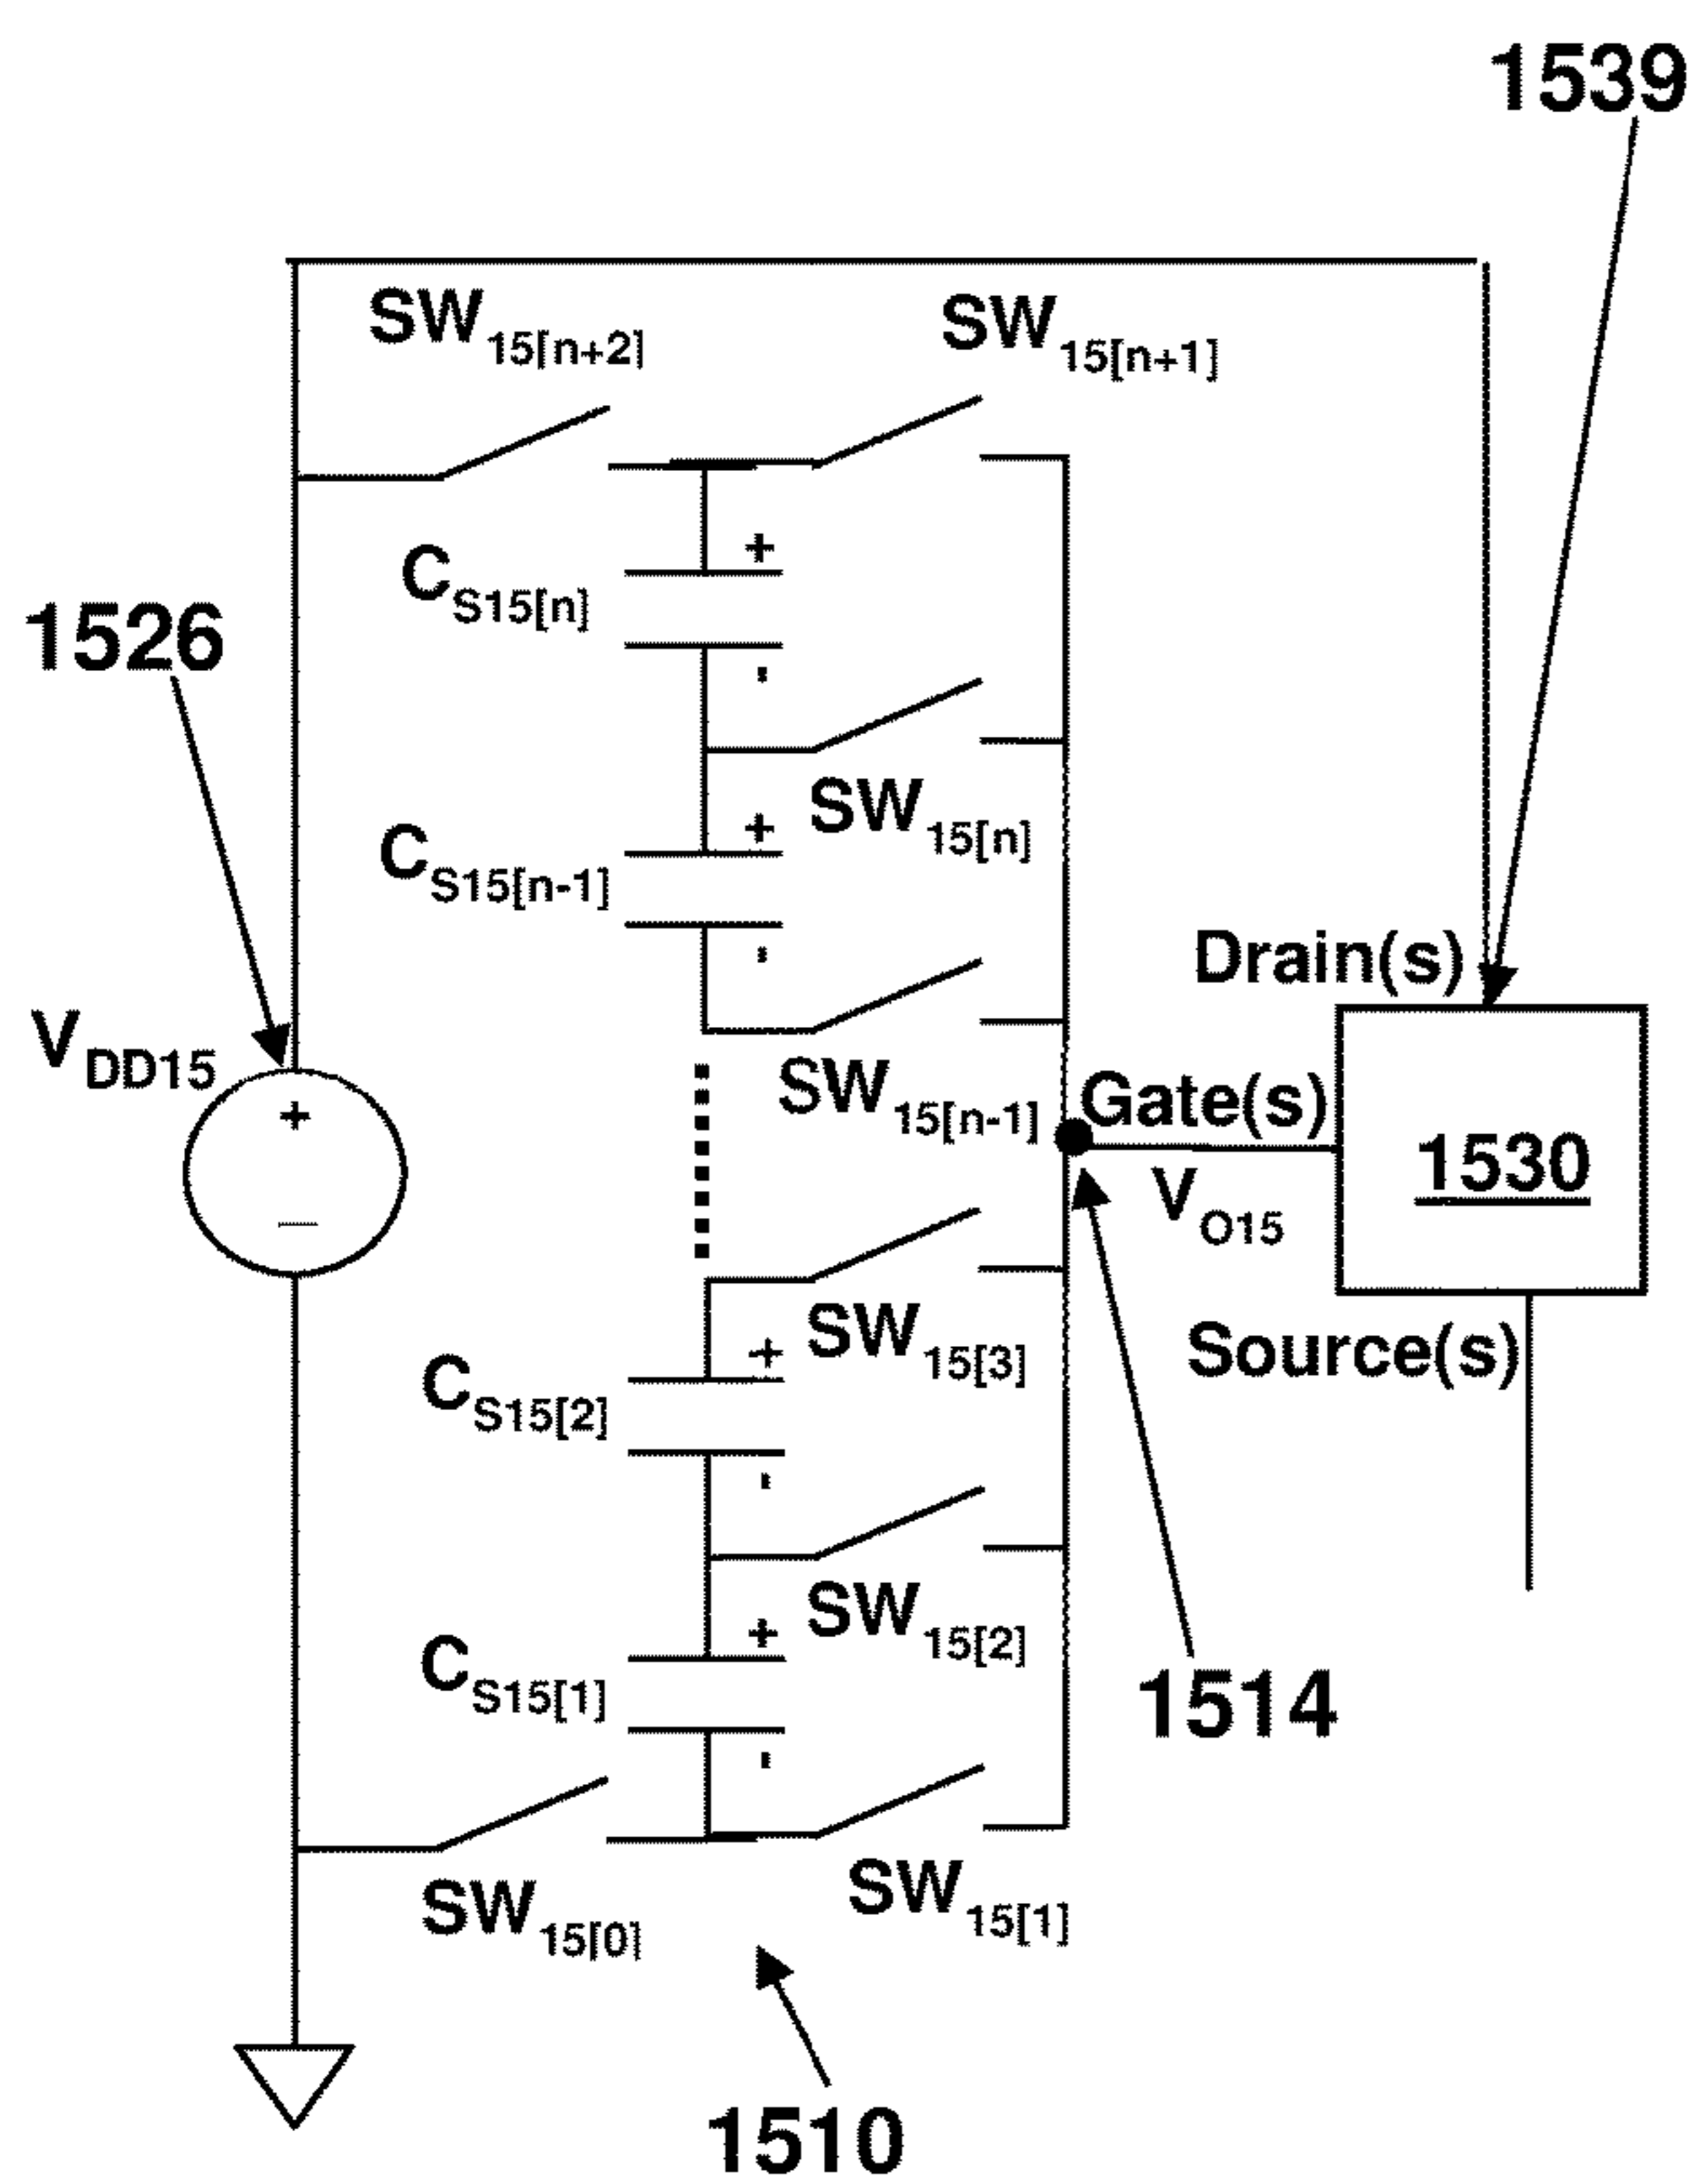 1539
SW15[n+2]
SW15[n+1]
+
CS15[n]
1526
-
SW15[n]
+
CS15[n-1]
-
Drain(s)
VDD15
+
SW15[n-1]
Gate(s)
1530
VO15
−
SW15[3]
Source(s)
+
CS15[2]
-
SW15[2]
+
CS15[1]
1514
-
SW15[1]
SW15[0]
1510